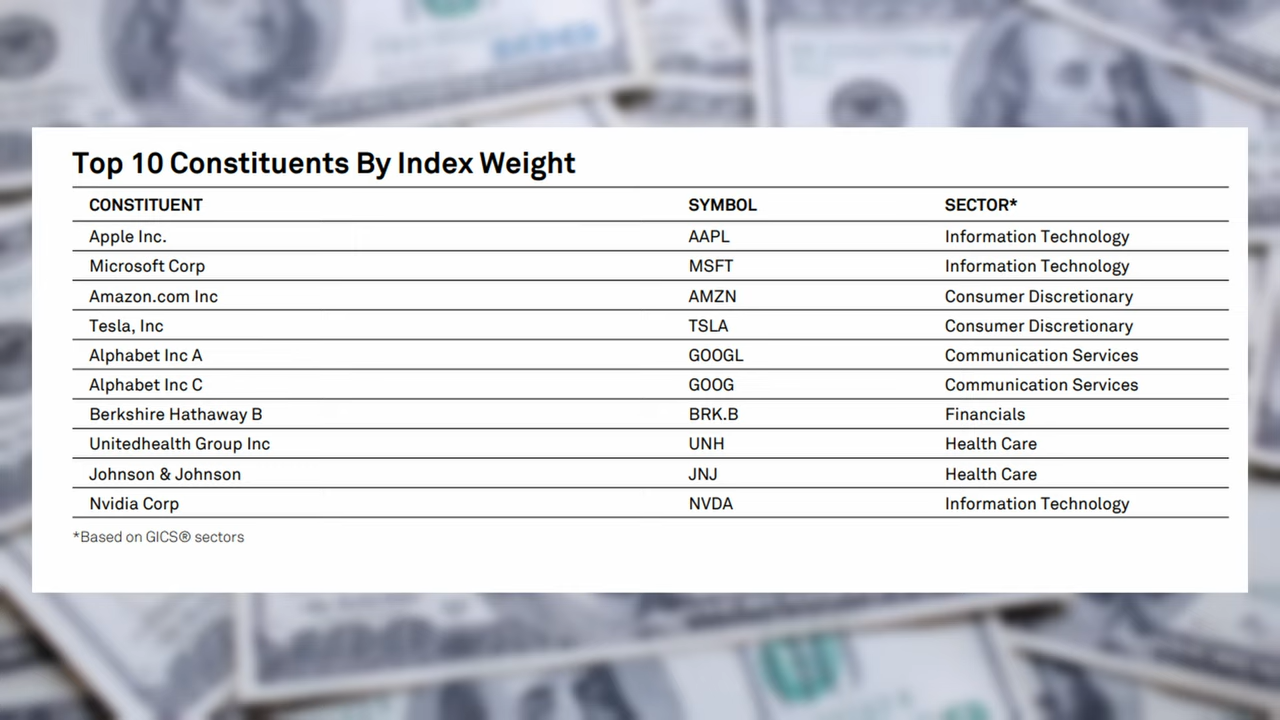 Top 10 Constituents By Index Weight
CONSTITUENT SYMBOL SECTOR*
Apple Inc. AAPL Information Technology
Microsoft Corp MSFT Information Technology
Amazon.com Inc AMZN Consumer Discretionary
Tesla, Inc TSLA Consumer Discretionary
Alphabet Inc A GOOGL Communication Services
Alphabet Inc C GOOG Communication Services
Berkshire Hathaway B BRK.B Financials
Unitedhealth Group Inc UNH Health Care
Johnson & Johnson JNJ Health Care
Nvidia Corp NVDA Information Technology
*Based on GICS® sectors